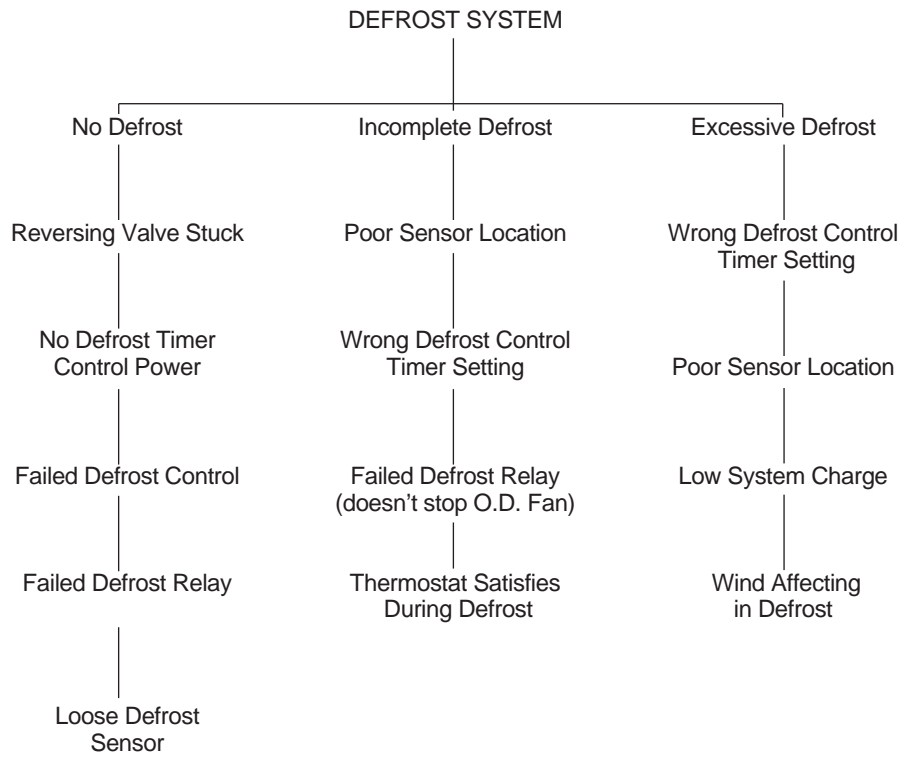 DEFROST SYSTEM
No Defrost
Incomplete Defrost
Excessive Defrost
Reversing Valve Stuck
Poor Sensor Location
Wrong Defrost Control
Timer Setting
No Defrost Timer
Control Power
Wrong Defrost Control
Timer Setting
Poor Sensor Location
Failed Defrost Control
Failed Defrost Relay
(doesn't stop O.D. Fan)
Low System Charge
Failed Defrost Relay
Thermostat Satisfies
During Defrost
Wind Affecting
in Defrost
Loose Defrost
Sensor